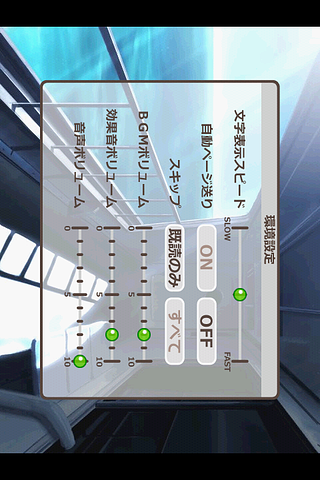 環境設定
文字表示スピード
SLOW FAST
自動ページ送り ON OFF
スキップ 既読のみ すべて
BGMボリューム 0 5 10
効果音ボリューム 0 5 10
音声ボリューム 0 5 10